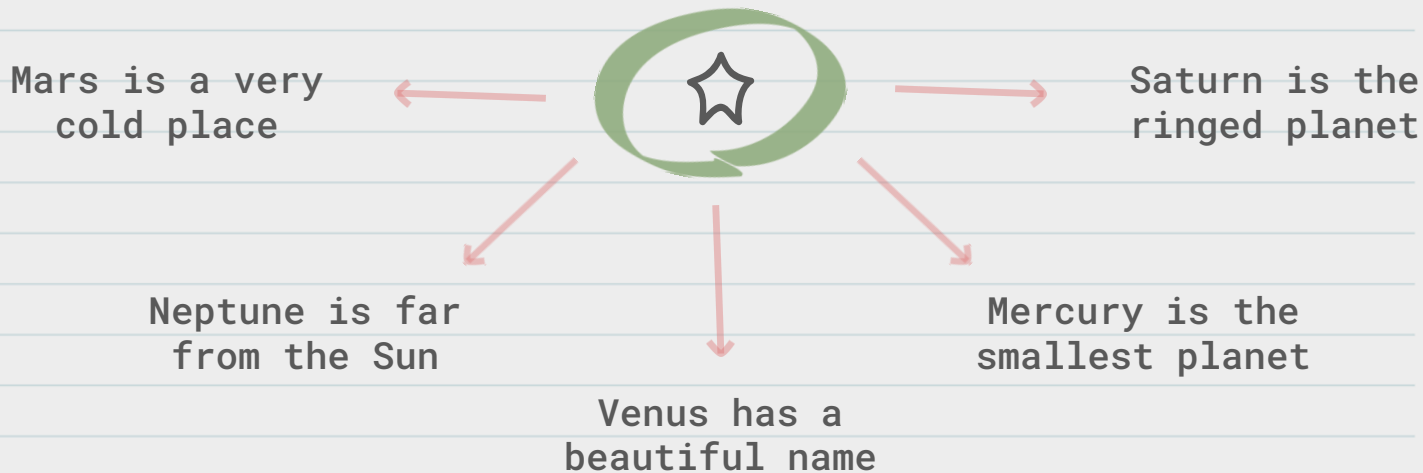 Mars is a very
cold place
Saturn is the
ringed planet
Neptune is far
from the Sun
Mercury is the
smallest planet
Venus has a
beautiful name